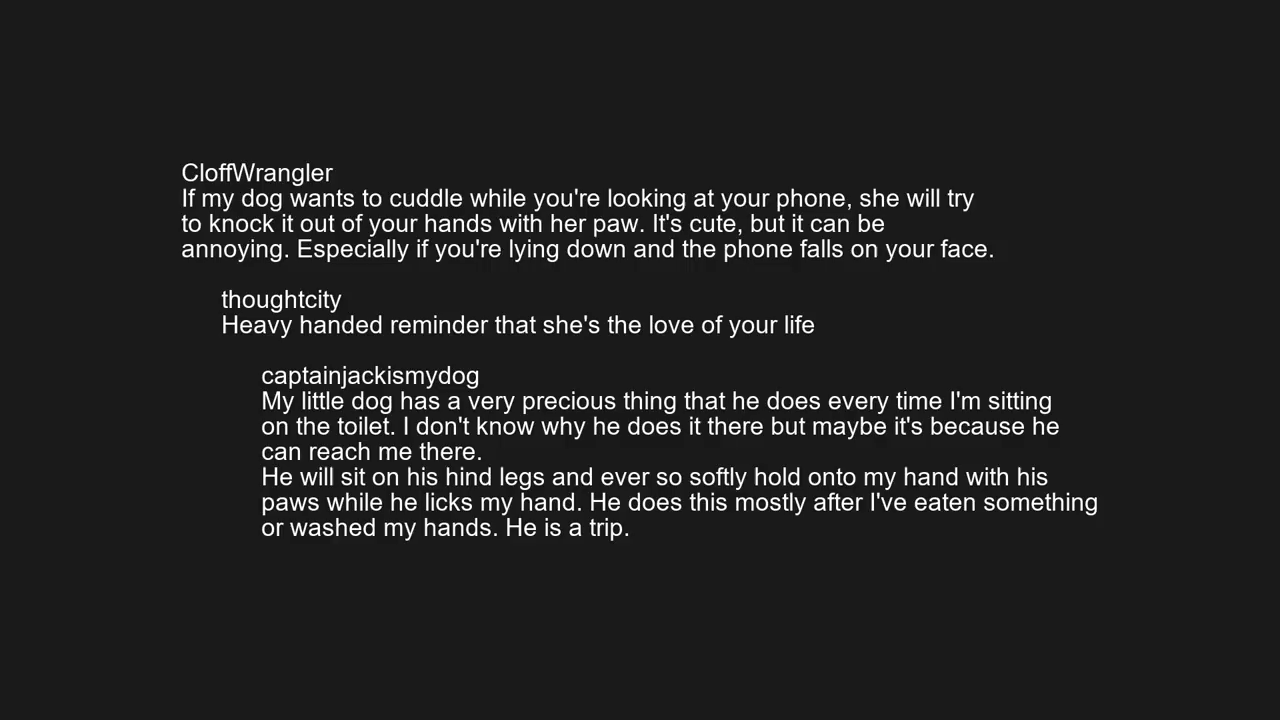 CloffWrangler
If my dog wants to cuddle while you're looking at your phone, she will try
to knock it out of your hands with her paw. It's cute, but it can be
annoying. Especially if you're lying down and the phone falls on your face.
thoughtcity
Heavy handed reminder that she's the love of your life
captainjackismydog
My little dog has a very precious thing that he does every time I'm sitting
on the toilet. I don't know why he does it there but maybe it's because he
can reach me there.
He will sit on his hind legs and ever so softly hold onto my hand with his
paws while he licks my hand. He does this mostly after I've eaten something
or washed my hands. He is a trip.